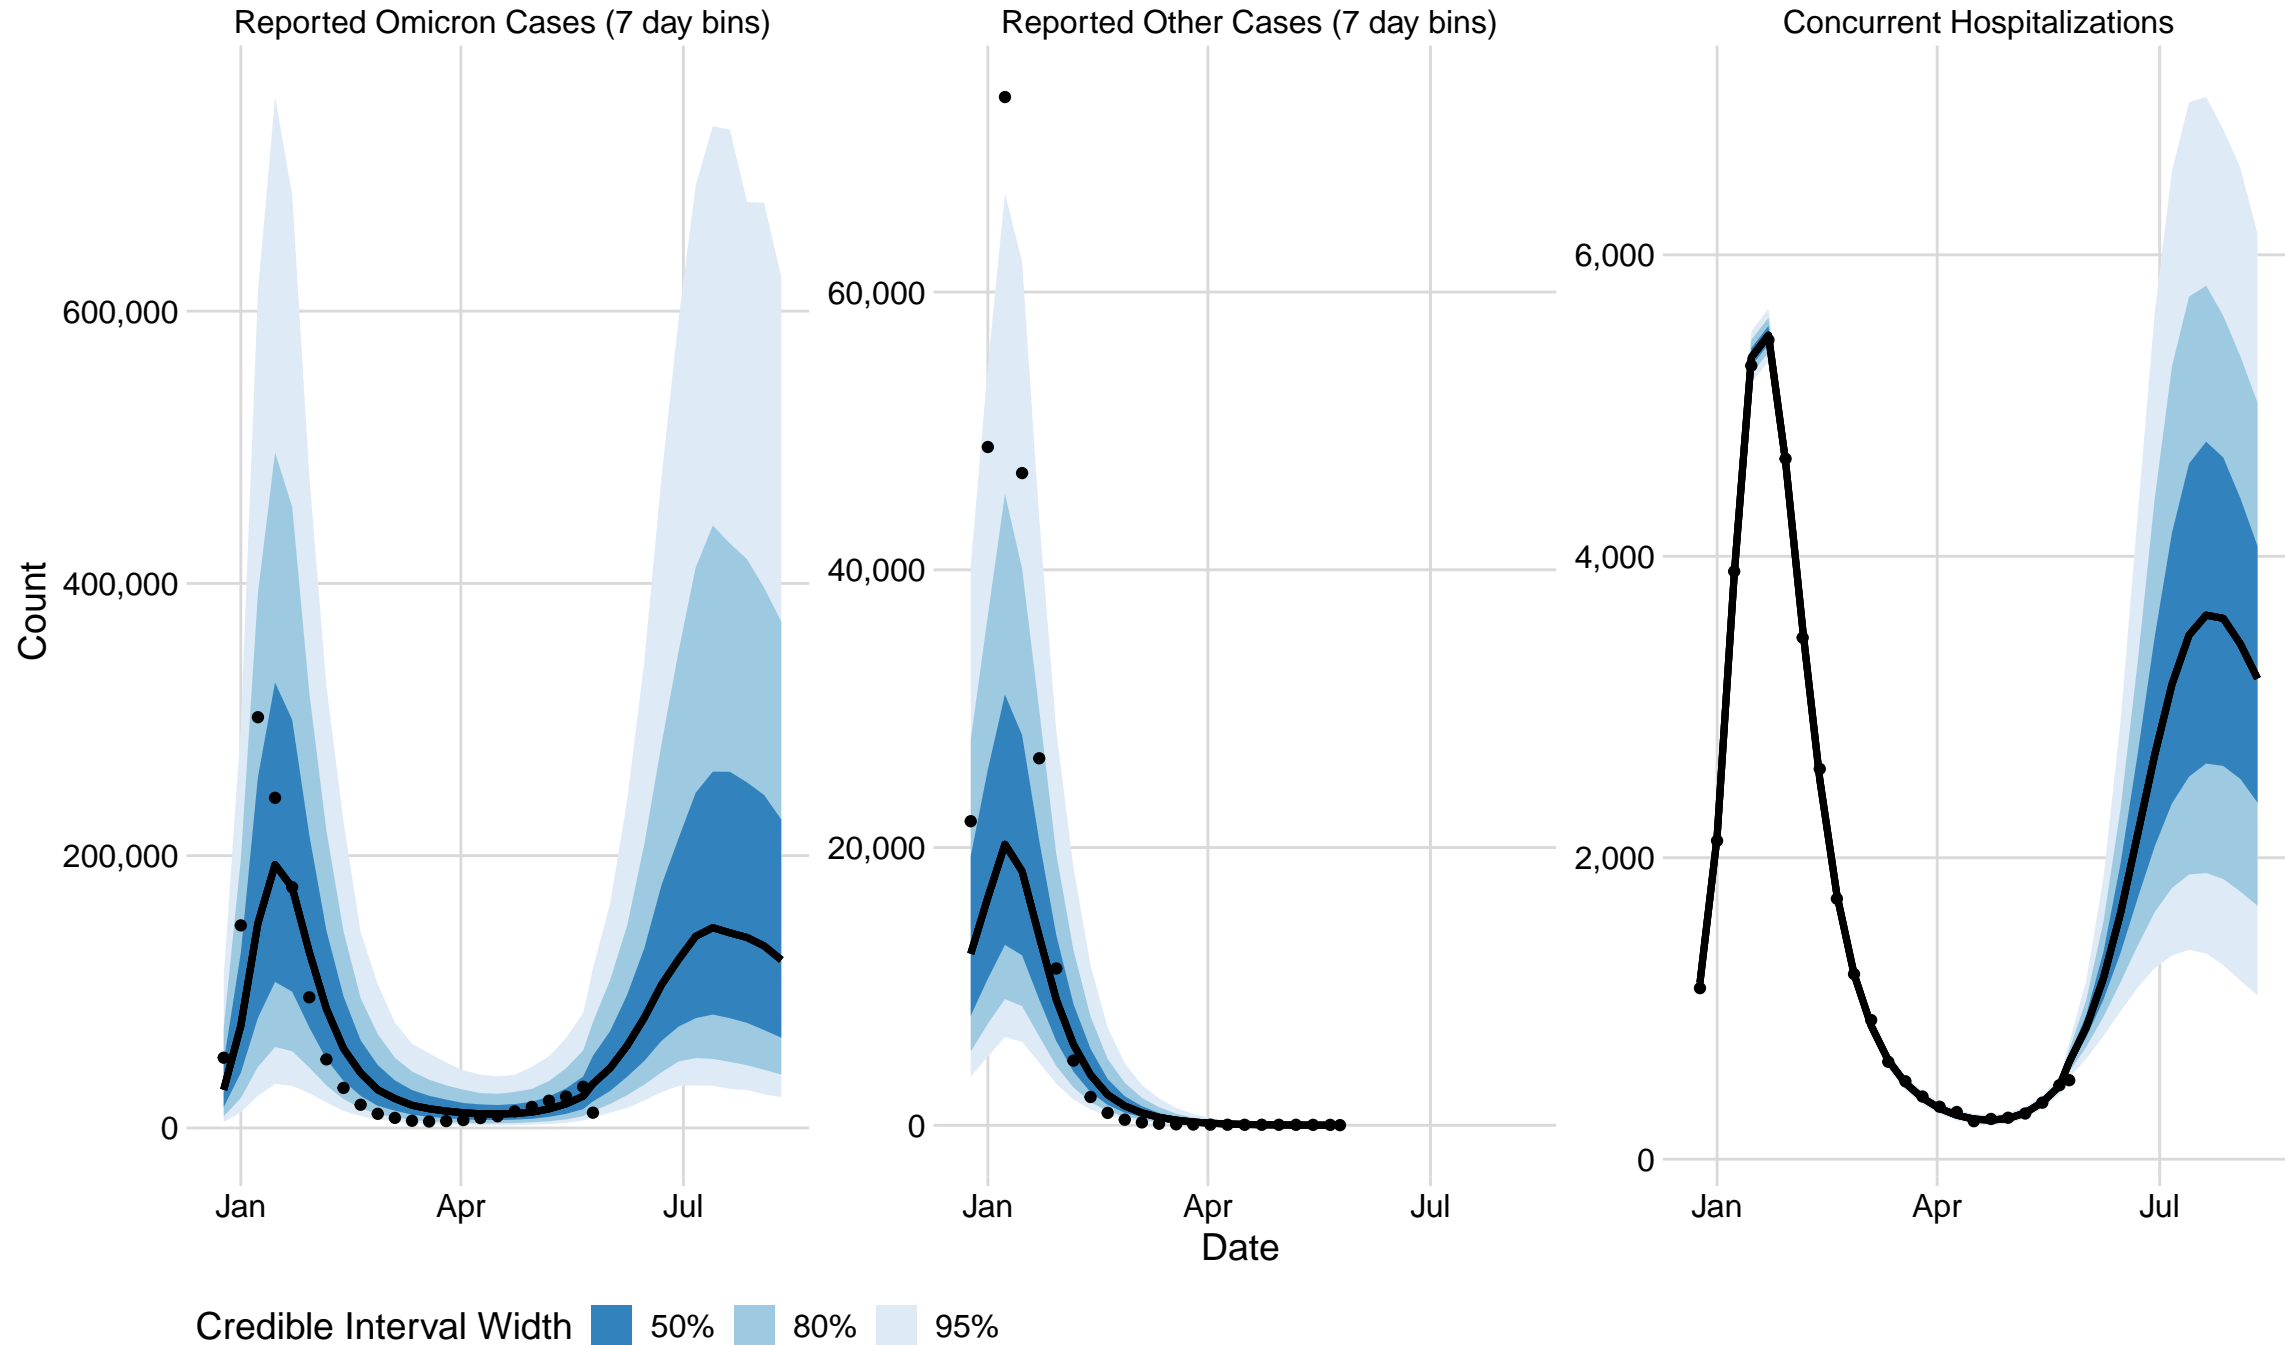 Reported Omicron Cases (7 day bins)
Reported Other Cases (7 day bins)
Concurrent Hospitalizations
Count
600,000
400,000
200,000
0
60,000
40,000
20,000
0
6,000
4,000
2,000
0
Jan Apr Jul
Jan Apr Jul
Jan Apr Jul
Date
Credible Interval Width 50% 80% 95%